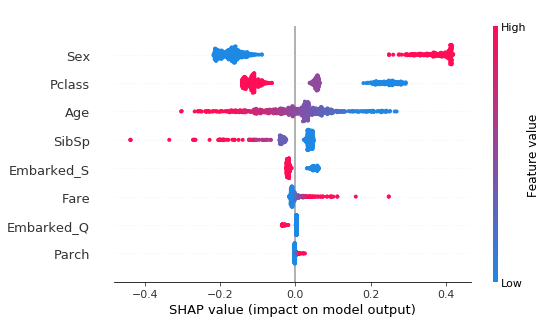 High
Sex
Pclass
Age
SibSp
Embarked_S
Fare
Embarked_Q
Parch
Feature value
Low
−0.4 −0.2 0.0 0.2 0.4
SHAP value (impact on model output)